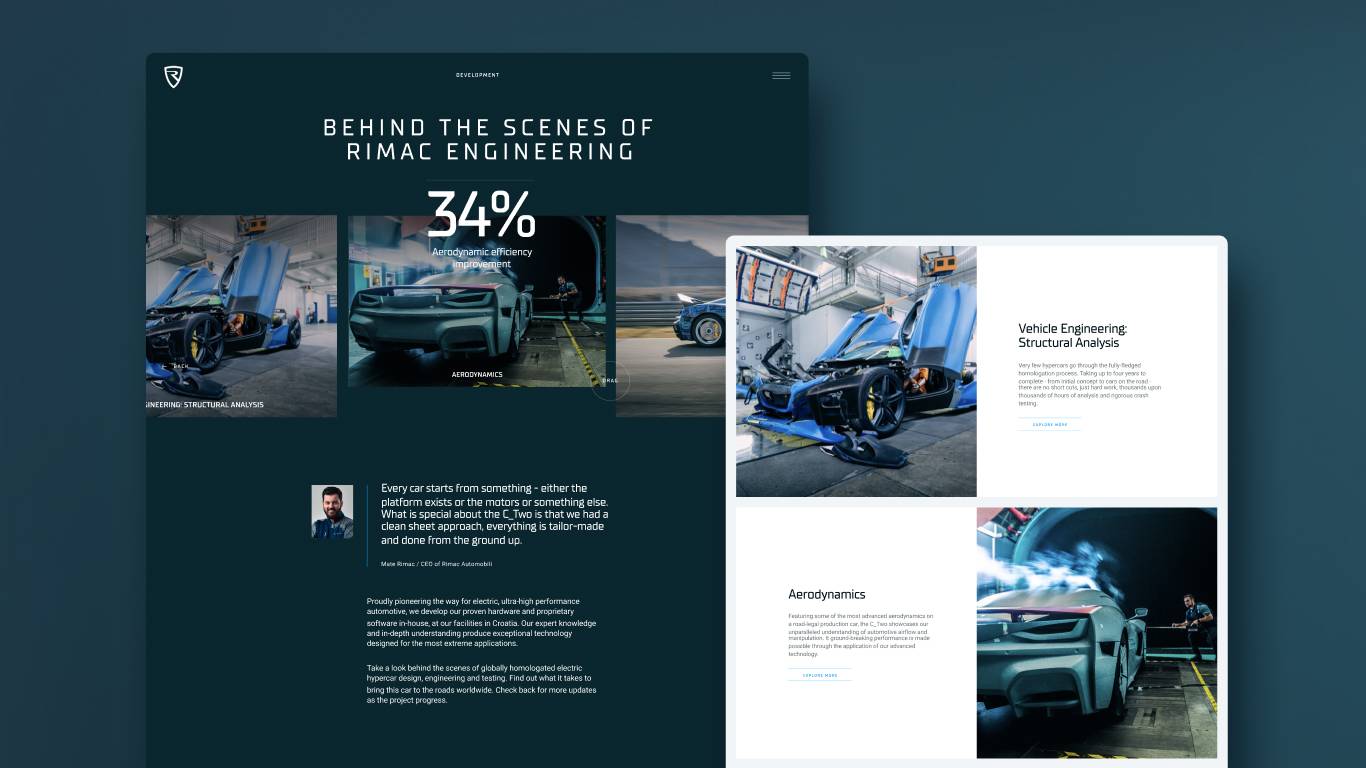 DEVELOPMENT
BEHIND THE SCENES OF
RIMAC ENGINEERING
34%
Aerodynamic efficiency
improvement
BACK
INEERING: STRUCTURAL ANALYSIS
AERODYNAMICS
DRAG
Every car starts from something - either the
platform exists or the motors or something else.
What is special about the C_Two is that we had a
clean sheet approach, everything is tailor-made
and done from the ground up.
Mate Rimac / CEO of Rimac Automobili
Proudly pioneering the way for electric, ultra-high performance
automotive, we develop our proven hardware and proprietary
software in-house, at our facilities in Croatia. Our expert knowledge
and in-depth understanding produce exceptional technology
designed for the most extreme applications.
Take a look behind the scenes of globally homologated electric
hypercar design, engineering and testing. Find out what it takes to
bring this car to the roads worldwide. Check back for more updates
as the project progress.
Vehicle Engineering:
Structural Analysis
Very few hypercars go through the fully-fledged
homologation process. Taking up to four years to
complete - from initial concept to cars on the road -
there are no short cuts, just hard work; thousands upon
thousands of hours of analysis and rigorous crash
testing.
EXPLORE MORE
Aerodynamics
Featuring some of the most advanced aerodynamics on
a road-legal production car, the C_Two showcases our
unparalleled understanding of automotive airflow and
manipulation. It ground-breaking performance is made
possible through the application of our advanced
technology.
EXPLORE MORE